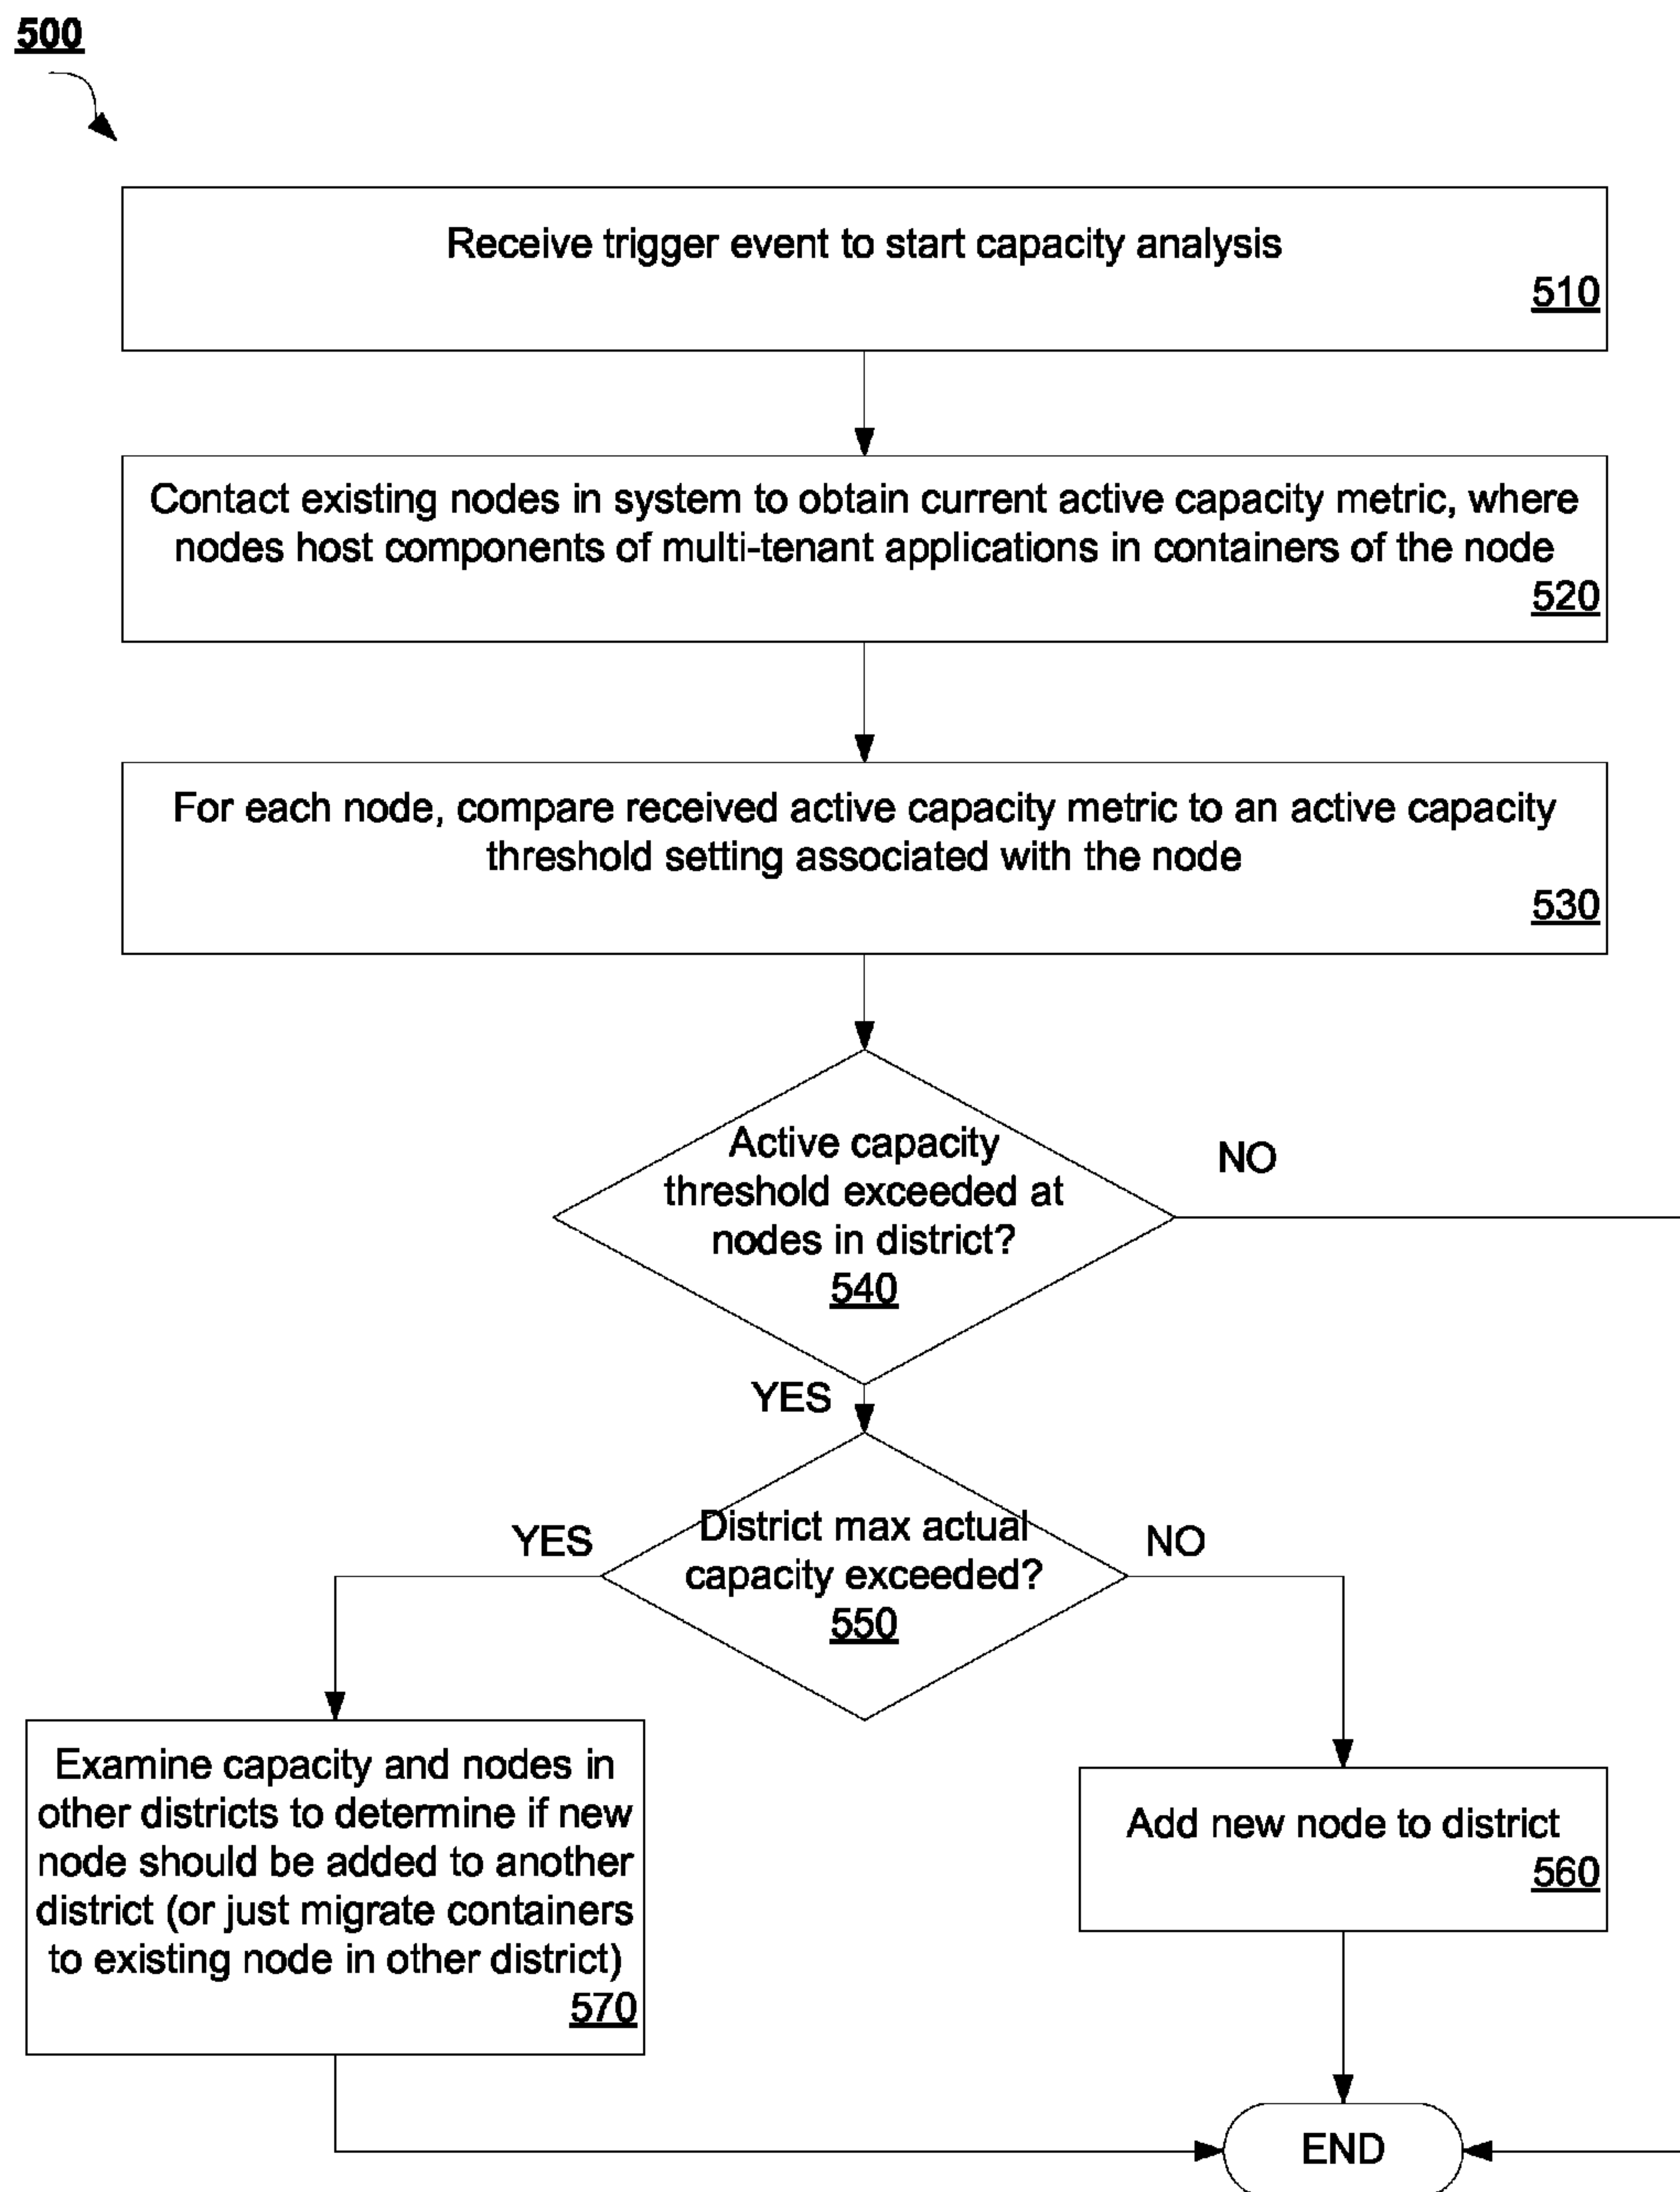 500
Receive trigger event to start capacity analysis
510
Contact existing nodes in system to obtain current active capacity metric, where
nodes host components of multi-tenant applications in containers of the node
520
For each node, compare received active capacity metric to an active capacity
threshold setting associated with the node
530
Active capacity
threshold exceeded at
nodes in district?
540
NO
YES
District max actual
capacity exceeded?
550
YES
NO
Examine capacity and nodes in
other districts to determine if new
node should be added to another
district (or just migrate containers
to existing node in other district)
570
Add new node to district
560
END